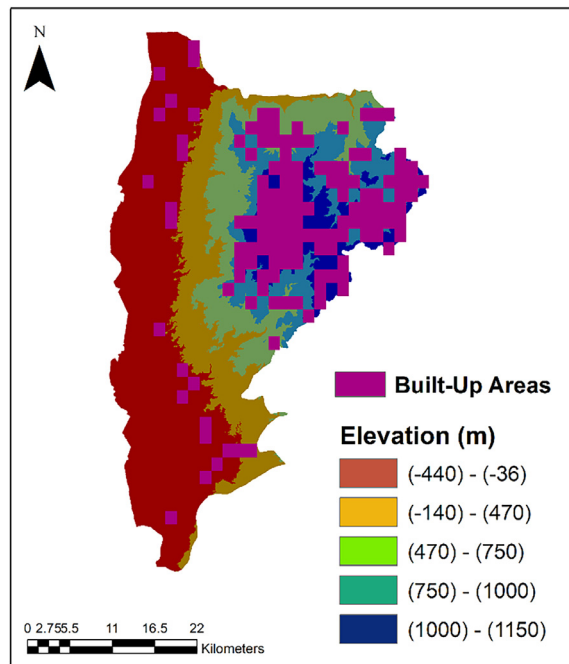 N
Built-Up Areas
Elevation (m)
(-440) - (-36)
(-140) - (470)
(470) - (750)
(750) - (1000)
(1000) - (1150)
0 2.755.5 11 16.5 22
Kilometers